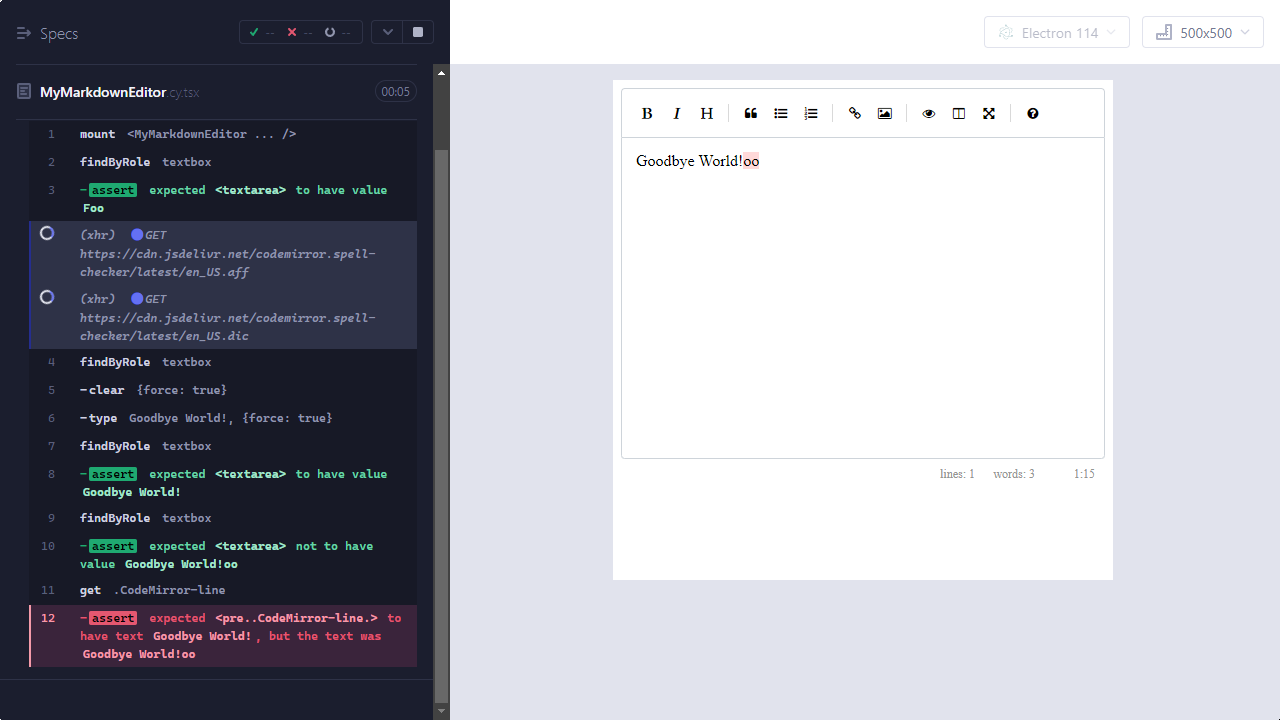 Specs
-- -- --
Electron 114
500x500
MyMarkdownEditor.cy.tsx
00:05
1 mount <MyMarkdownEditor ... />
2 findByRole textbox
3 -assert expected <textarea> to have value
Foo
(xhr) GET
https://cdn.jsdelivr.net/codemirror.spell-
checker/latest/en_US.aff
(xhr) GET
https://cdn.jsdelivr.net/codemirror.spell-
checker/latest/en_US.dic
4 findByRole textbox
5 -clear {force: true}
6 -type Goodbye World!, {force: true}
7 findByRole textbox
8 -assert expected <textarea> to have value
Goodbye World!
9 findByRole textbox
10 -assert expected <textarea> not to have
value Goodbye World!oo
11 get .CodeMirror-line
12 -assert expected <pre..CodeMirror-line.> to
have text Goodbye World!, but the text was
Goodbye World!oo
B I H
Goodbye World!oo
lines: 1 words: 3 1:15